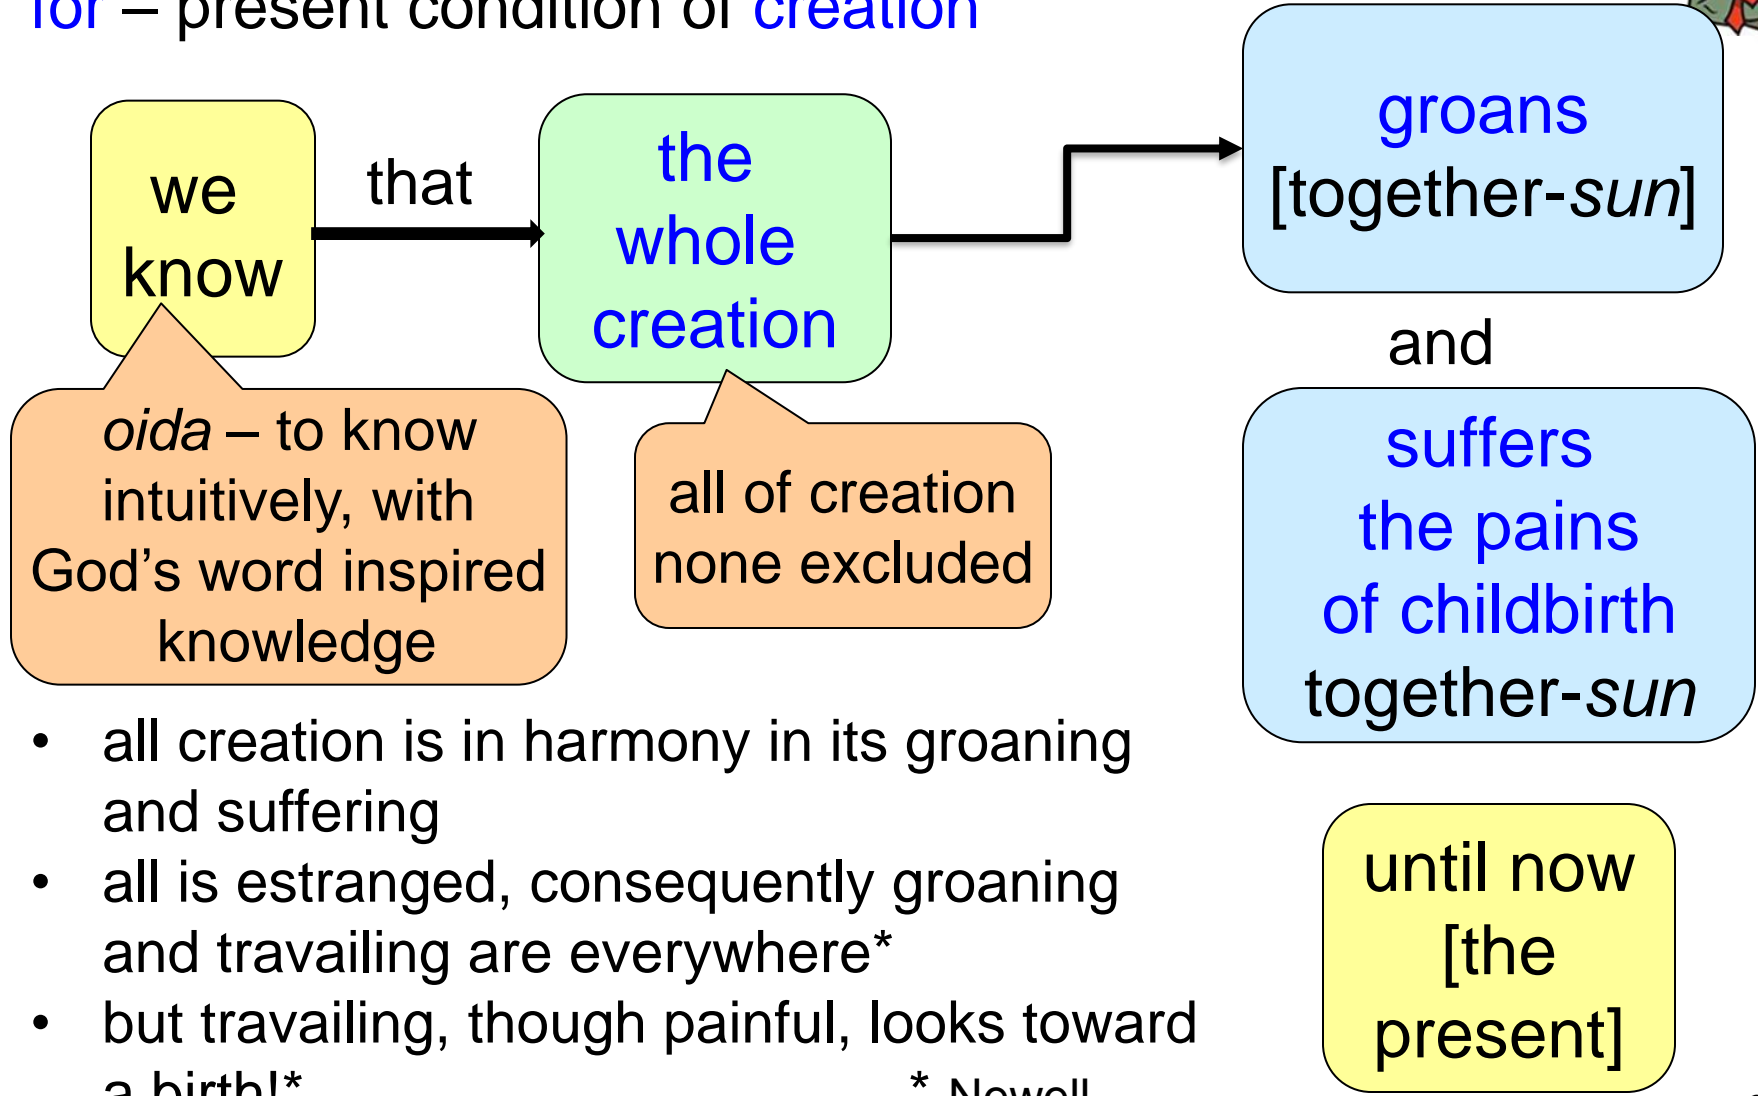 for – present condition of creation
we
know
that
the
whole
creation
groans
[together-sun]
and
suffers
the pains
of childbirth
together-sun
until now
[the
present]
oida – to know
intuitively, with
God’s word inspired
knowledge
all of creation
none excluded
• all creation is in harmony in its groaning
and suffering
• all is estranged, consequently groaning
and travailing are everywhere*
• but travailing, though painful, looks toward
a birth!*
* Newell